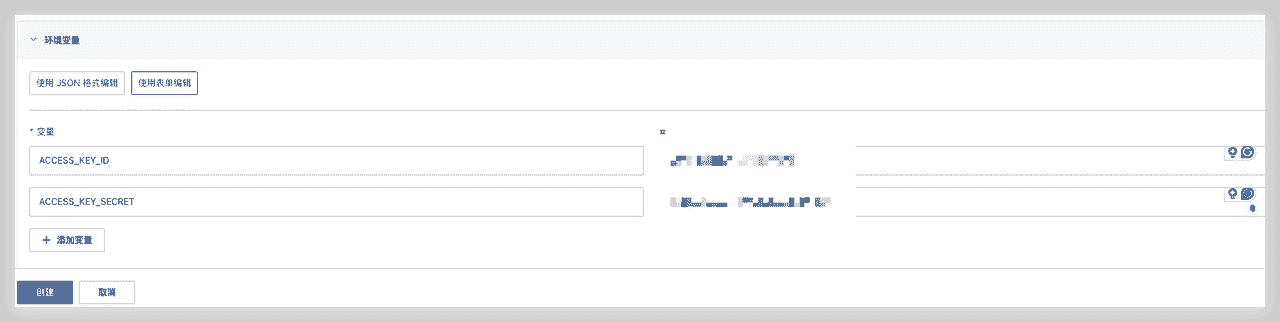 环境变量
使用 JSON 格式编辑 使用表单编辑
* 变量
ACCESS_KEY_ID
ACCESS_KEY_SECRET
+ 添加变量
创建 取消